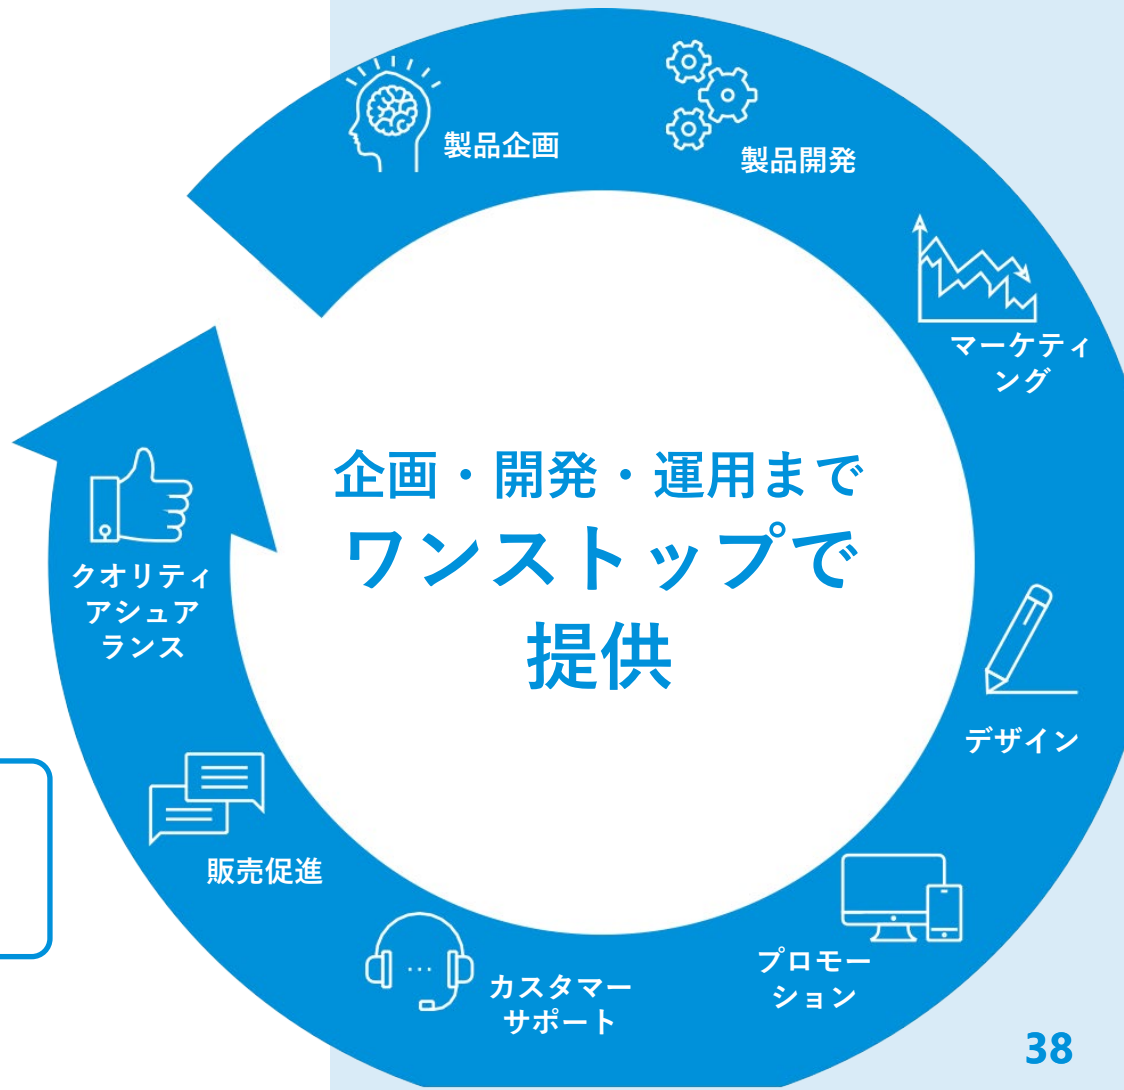 製品企画
製品開発
マーケティ
ング
デザイン
プロモー
ション
カスタマー
サポート
販売促進
クオリティ
アシュア
ランス
企画・開発・運用まで
ワンストップで
提供
38